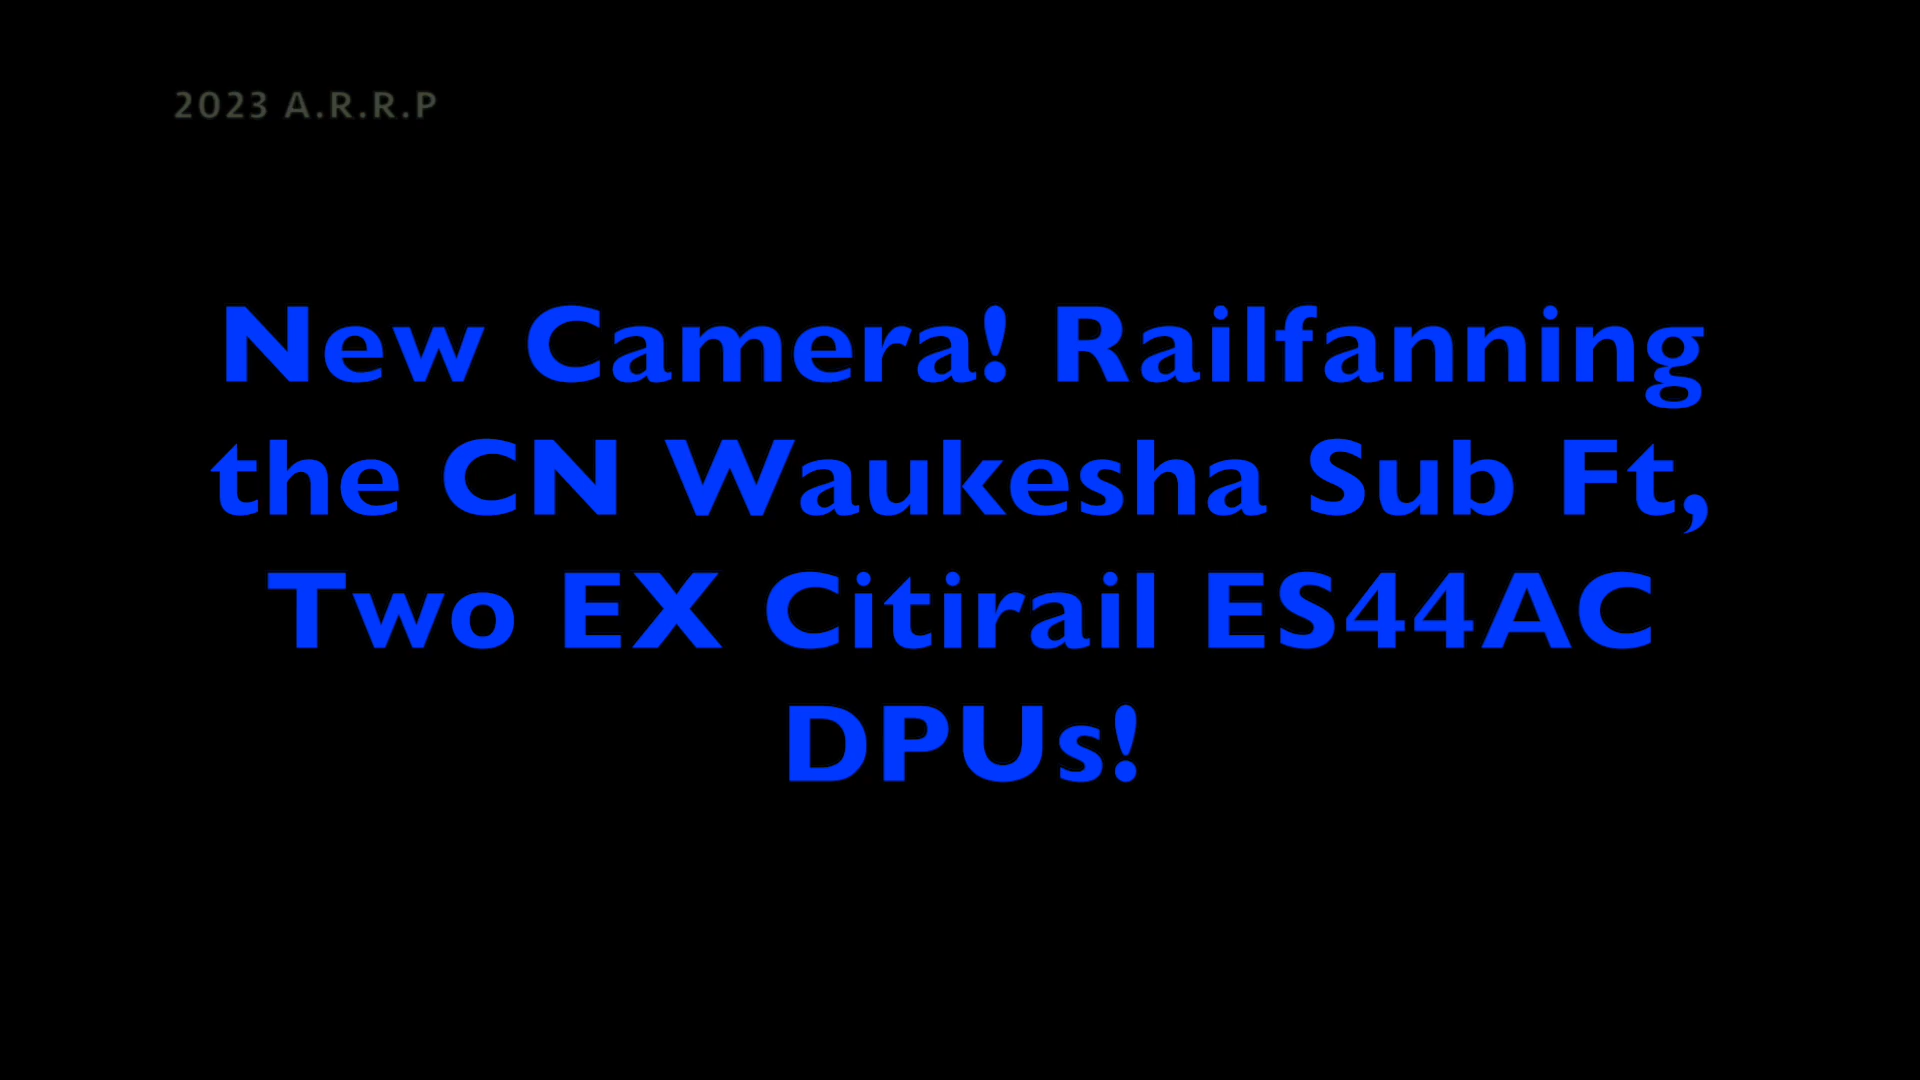 2023 A.R.R.P
New Camera! Railfanning
the CN Waukesha Sub Ft,
Two EX Citirail ES44AC
DPUs!